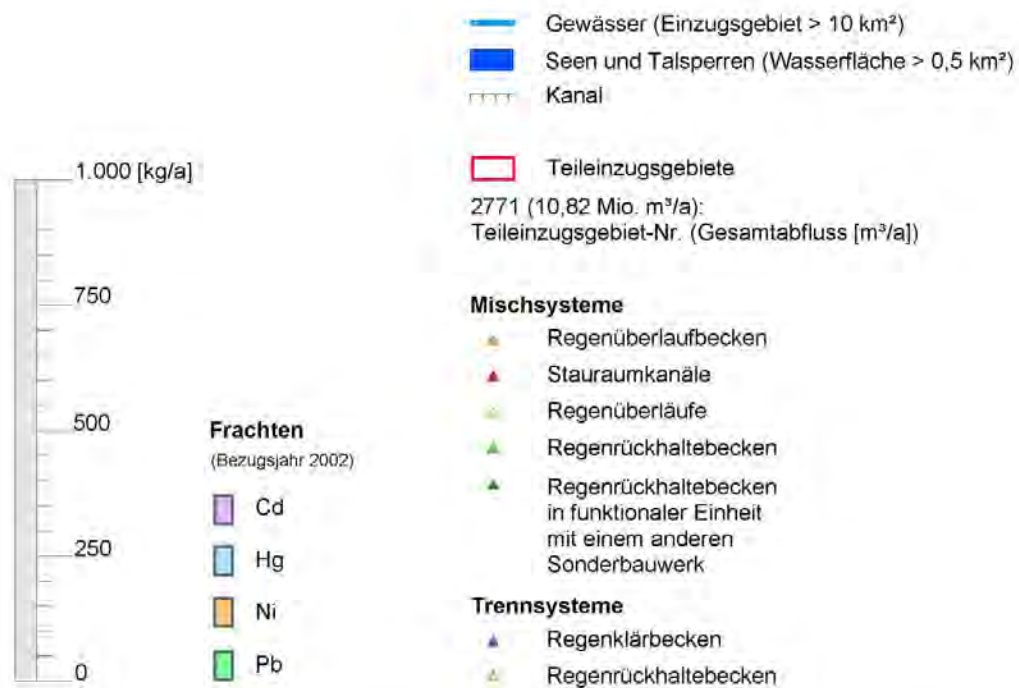 Gewässer (Einzugsgebiet > 10 km²)
Seen und Talsperren (Wasserfläche > 0,5 km²)
Kanal
Teileinzugsgebiete
2771 (10,82 Mio. m³/a):
Teileinzugsgebiet-Nr. (Gesamtabfluss [m³/a])
1.000 [kg/a]
750
500
250
0
Frachten
(Bezugsjahr 2002)
Cd
Hg
Ni
Pb
Mischsysteme
Regenüberlaufbecken
Stauraumkanäle
Regenüberläufe
Regenrückhaltebecken
Regenrückhaltebecken
in funktionaler Einheit
mit einem anderen
Sonderbauwerk
Trennsysteme
Regenklärbecken
Regenrückhaltebecken